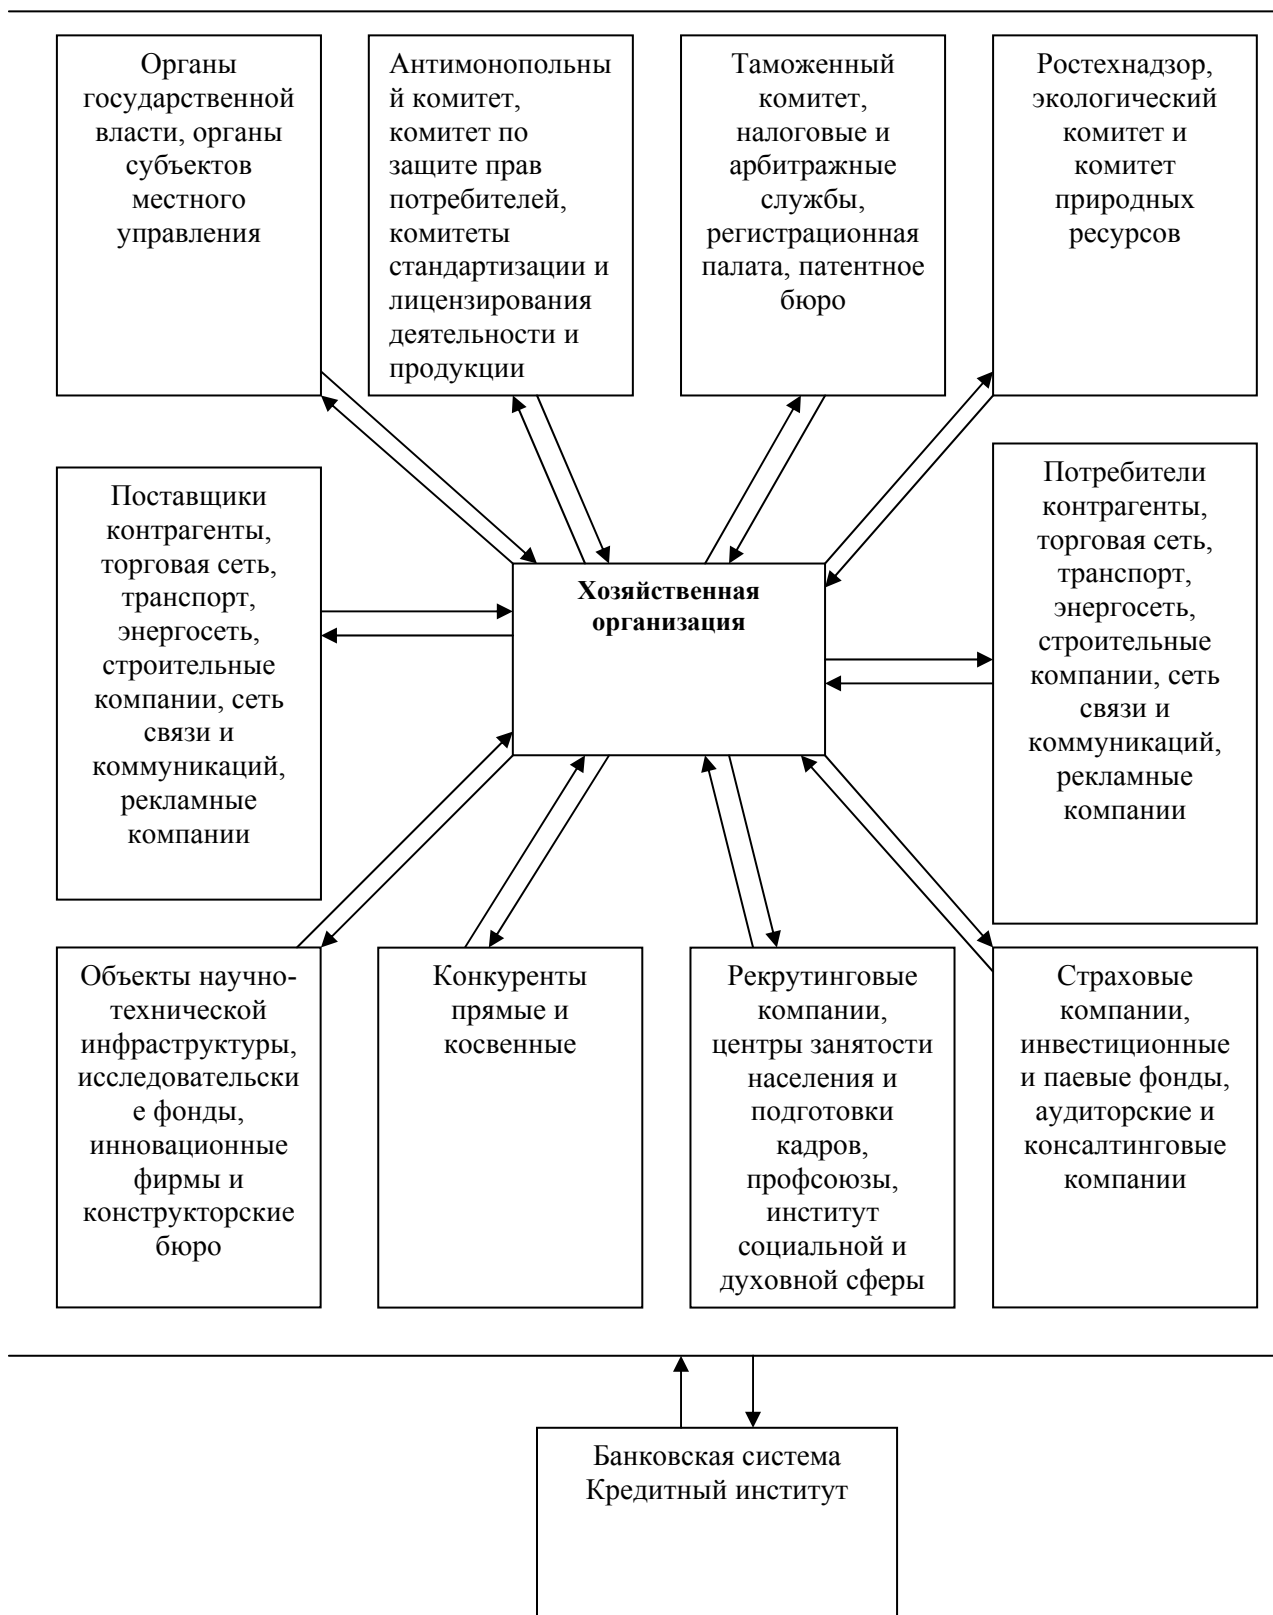 Органы
государственной
власти, органы
субъектов
местного
управления
Антимонопольны
й комитет,
комитет по
защите прав
потребителей,
комитеты
стандартизации и
лицензирования
деятельности и
продукции
Таможенный
комитет,
налоговые и
арбитражные
службы,
регистрационная
палата, патентное
бюро
Ростехнадзор,
экологический
комитет и
комитет
природных
ресурсов
Поставщики
контрагенты,
торговая сеть,
транспорт,
энергосеть,
строительные
компании, сеть
связи и
коммуникаций,
рекламные
компании
Хозяйственная
организация
Потребители
контрагенты,
торговая сеть,
транспорт,
энергосеть,
строительные
компании, сеть
связи и
коммуникаций,
рекламные
компании
Объекты научно-
технической
инфраструктуры,
исследовательски
е фонды,
инновационные
фирмы и
конструкторские
бюро
Конкуренты
прямые и
косвенные
Рекрутинговые
компании,
центры занятости
населения и
подготовки
кадров,
профсоюзы,
институт
социальной и
духовной сферы
Страховые
компании,
инвестиционные
и паевые фонды,
аудиторские и
консалтинговые
компании
Банковская система
Кредитный институт